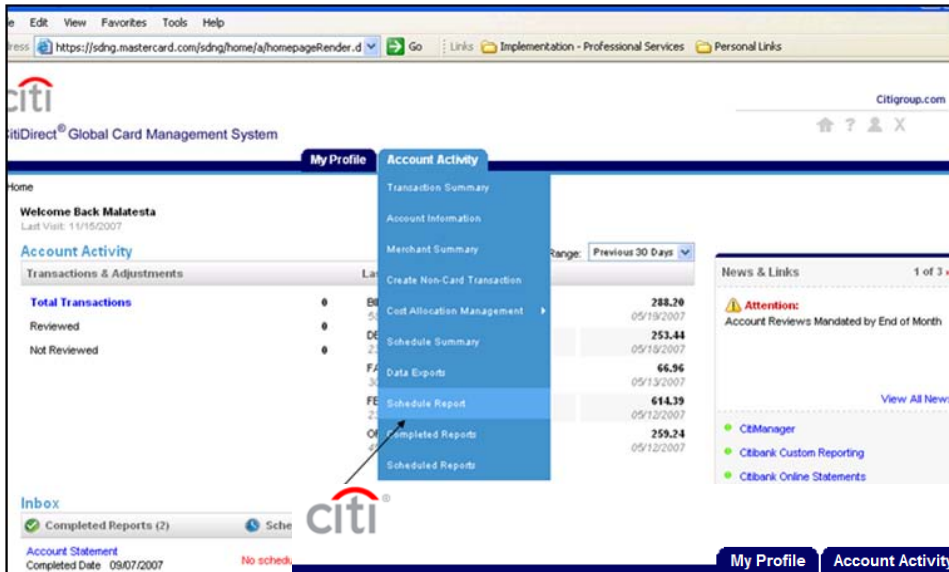 e Edit View Favorites Tools Help
ress https://sdng.mastercard.com/sdng/home/a/homepageRender.d Go Links Implementation - Professional Services Personal Links
citi
Citigroup.com
itiDirect® Global Card Management System
My Profile Account Activity
Home
Welcome Back Malatesta
Last Visit: 11/15/2007
Account Activity
Range: Previous 30 Days
Transactions & Adjustments
Total Transactions 0
Reviewed 0
Not Reviewed 0
Transaction Summary
Account Information
Merchant Summary
Create Non-Card Transaction
Cost Allocation Management
Schedule Summary
Data Exports
Schedule Report
Completed Reports
Scheduled Reports
288.20
05/19/2007
253.44
05/18/2007
66.96
05/13/2007
614.39
05/12/2007
259.24
05/12/2007
News & Links 1 of 3
Attention:
Account Reviews Mandated by End of Month
View All News
CitiManager
Citibank Custom Reporting
Citibank Online Statements
Inbox
Completed Reports (2) Sche
Account Statement
Completed Date 09/07/2007
No schedu
citi®
My Profile Account Activity